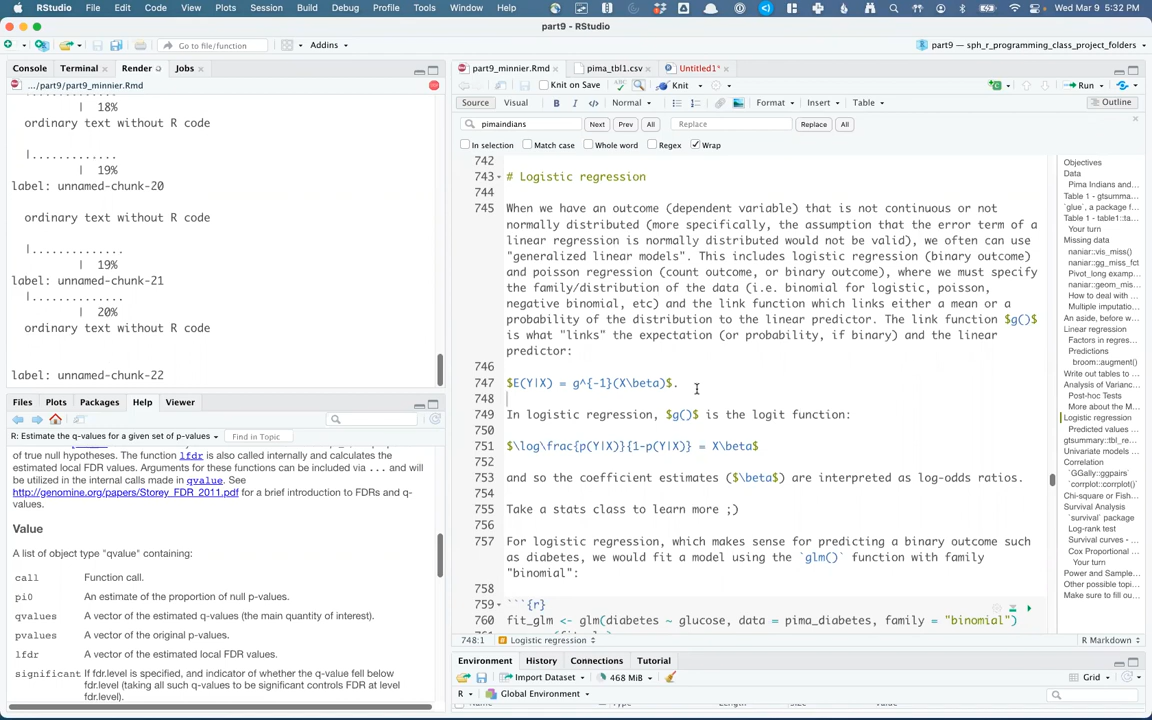 RStudio File Edit Code View Plots Session Build Debug Profile Tools Window Help Wed Mar 9 5:32 PM
part9 - RStudio
Go to file/function Addins part9 – sph_r_programming_class_project_folders
Console Terminal Render Jobs
.../part9/part9_minnier.Rmd
| 18%
ordinary text without R code
|.............
| 19%
label: unnamed-chunk-20
ordinary text without R code
|.............
| 19%
label: unnamed-chunk-21
|..............
| 20%
ordinary text without R code
label: unnamed-chunk-22
Files Plots Packages Help Viewer
R: Estimate the q-values for a given set of p-values Find in Topic
of true null hypotheses. The function lfdr is also called internally and calculates the
estimated local FDR values. Arguments for these functions can be included via ... and will
be utilized in the internal calls made in qvalue. See
http://genomine.org/papers/Storey_FDR_2011.pdf for a brief introduction to FDRs and q-
values.
Value
A list of object type "qvalue" containing:
call Function call.
pi0 An estimate of the proportion of null p-values.
qvalues A vector of the estimated q-values (the main quantity of interest).
pvalues A vector of the original p-values.
lfdr A vector of the estimated local FDR values.
significant If fdr.level is specified, and indicator of whether the q-value fell below
fdr.level (taking all such q-values to be significant controls FDR at level
fdr.level).
part9_minnier.Rmd pima_tbl1.csv Untitled1*
Knit on Save ABC Knit Run
Source Visual B I </> Normal Format Insert Table Outline
pimaindians Next Prev All Replace Replace All
In selection Match case Whole word Regex Wrap
742
743 # Logistic regression
744
745 When we have an outcome (dependent variable) that is not continuous or not
normally distributed (more specifically, the assumption that the error term of a
linear regression is normally distributed would not be valid), we often can use
"generalized linear models". This includes logistic regression (binary outcome)
and poisson regression (count outcome, or binary outcome), where we must specify
the family/distribution of the data (i.e. binomial for logistic, poisson,
negative binomial, etc) and the link function which links either a mean or a
probability of the distribution to the linear predictor. The link function $g()$
is what "links" the expectation (or probability, if binary) and the linear
predictor:
746
747 $E(Y|X) = g^{-1}(X\beta)$.
748
749 In logistic regression, $g()$ is the logit function:
750
751 $\log\frac{p(Y|X)}{1-p(Y|X)} = X\beta$
752
753 and so the coefficient estimates ($\beta$) are interpreted as log-odds ratios.
754
755 Take a stats class to learn more ;)
756
757 For logistic regression, which makes sense for predicting a binary outcome such
as diabetes, we would fit a model using the `glm()` function with family
"binomial":
758
759 ```{r}
760 fit_glm <- glm(diabetes ~ glucose, data = pima_diabetes, family = "binomial")
748:1 Logistic regression R Markdown
Objectives
Data
Pima Indians and...
Table 1 - gtsumma...
`glue`, a package f...
Table 1 - table1::ta...
Your turn
Missing data
naniar::vis_miss()
naniar::gg_miss_fct
Pivot_long examp...
naniar::geom_mis...
How to deal with ...
Multiple imputatio...
An aside, before w...
Linear regression
Factors in regres...
Predictions
broom::augment()
Write out tables to ...
Analysis of Varianc...
Post-hoc Tests
More about the M...
Logistic regression
Predicted values ...
gtsummary::tbl_re...
Univariate models ...
Correlation
`GGally::ggpairs`
`corrplot::corrplot()`
Chi-square or Fish...
Survival Analysis
`survival` package
Log-rank test
Survival curves - ...
Cox Proportional ...
Your turn
Power and Sample...
Other possible topi...
Make sure to fill ou...
Environment History Connections Tutorial
Import Dataset 468 MiB Grid
R Global Environment